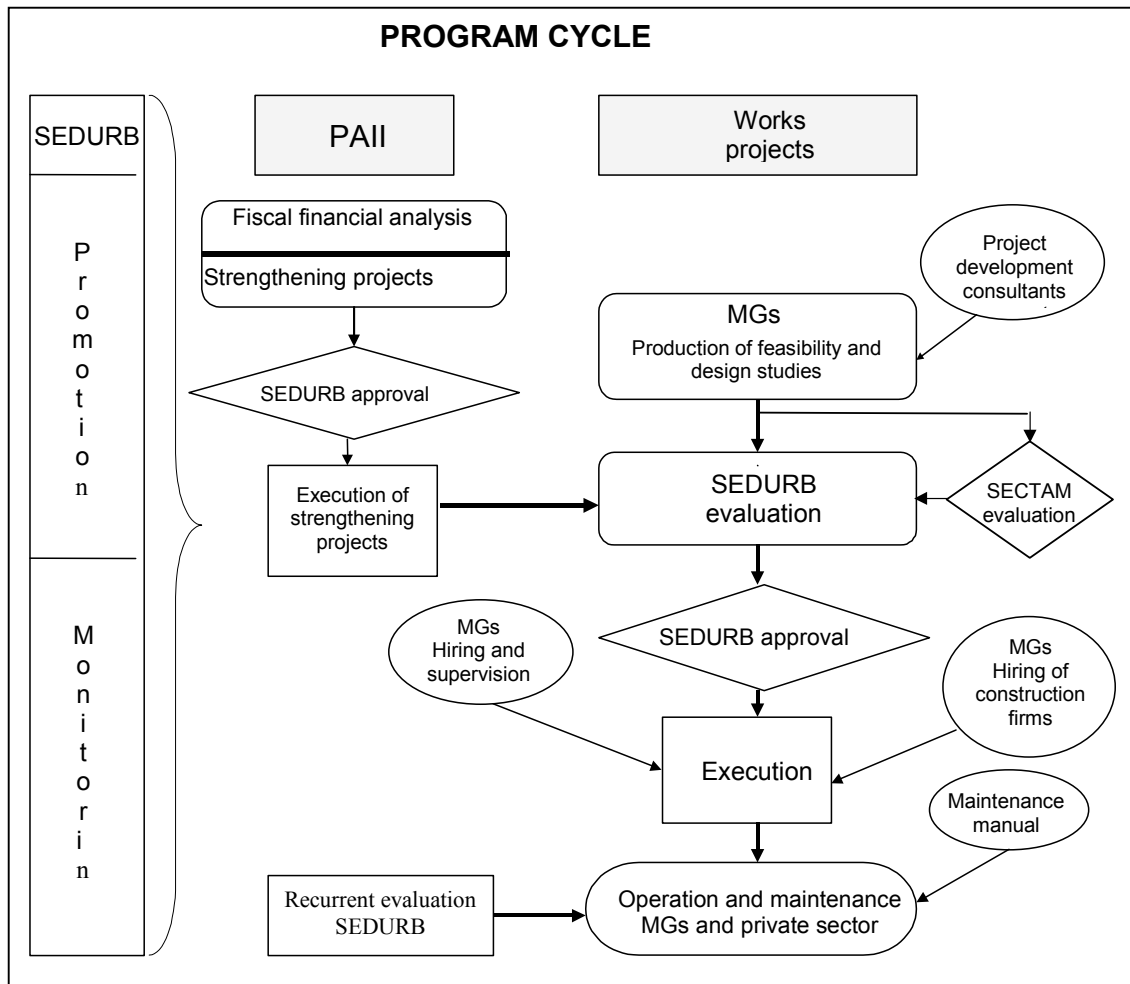 PROGRAM CYCLE
SEDURB
P
r
o
m
o
t
i
o
n
M
o
n
i
t
o
r
i
n
PAII
Fiscal financial analysis
Strengthening projects
SEDURB approval
Execution of
strengthening
projects
Works
projects
Project
development
consultants
MGs
Production of feasibility and
design studies
SEDURB
evaluation
SECTAM
evaluation
SEDURB approval
MGs
Hiring and
supervision
MGs
Hiring of
construction
firms
Execution
Maintenance
manual
Recurrent evaluation
SEDURB
Operation and maintenance
MGs and private sector